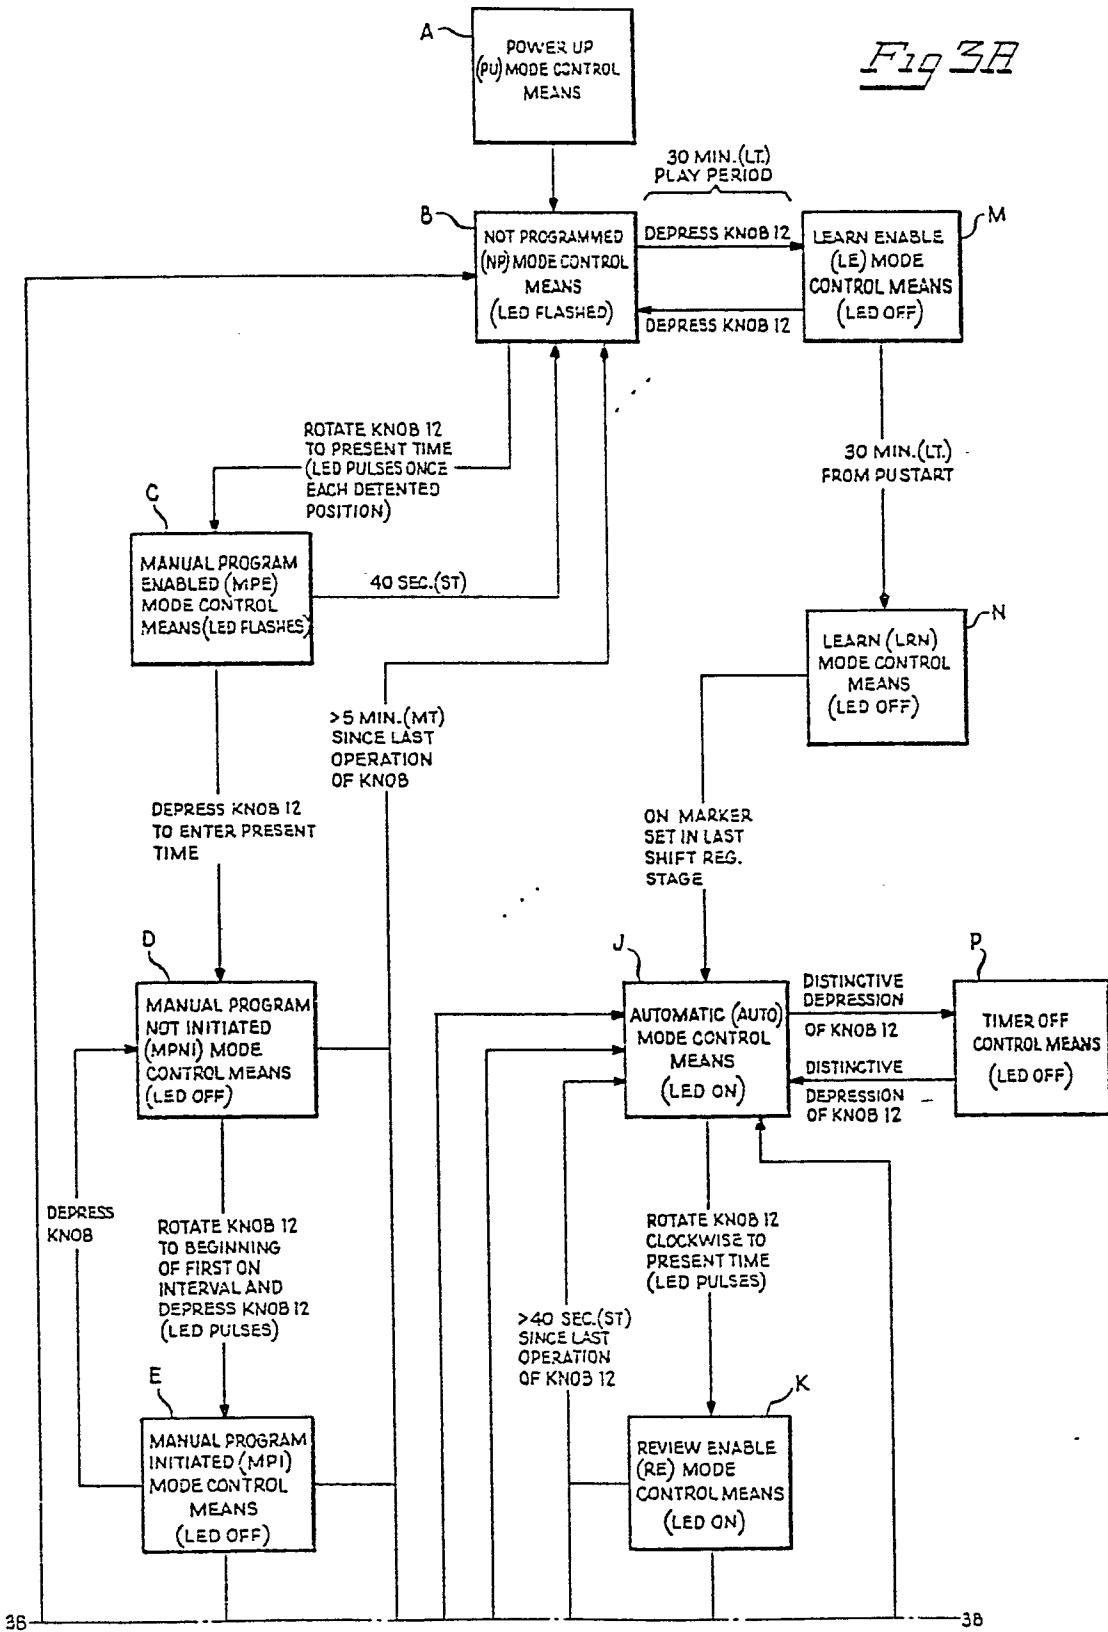 Fig 3A
A
POWER UP
(PU) MODE CONTROL
MEANS
30 MIN.(LT.)
PLAY PERIOD
B
NOT PROGRAMMED
(NP) MODE CONTROL
MEANS
(LED FLASHED)
DEPRESS KNOB 12
DEPRESS KNOB 12
M
LEARN ENABLE
(LE) MODE
CONTROL MEANS
(LED OFF)
ROTATE KNOB 12
TO PRESENT TIME
(LED PULSES ONCE
EACH DETENTED
POSITION)
30 MIN.(LT.)
FROM PU START
C
MANUAL PROGRAM
ENABLED (MPE)
MODE CONTROL
MEANS (LED FLASHES)
40 SEC.(ST)
N
LEARN (LRN)
MODE CONTROL
MEANS
(LED OFF)
>5 MIN.(MT)
SINCE LAST
OPERATION
OF KNOB
DEPRESS KNOB 12
TO ENTER PRESENT
TIME
ON MARKER
SET IN LAST
SHIFT REG.
STAGE
D
MANUAL PROGRAM
NOT INITIATED
(MPNI) MODE
CONTROL MEANS
(LED OFF)
J
AUTOMATIC (AUTO)
MODE CONTROL
MEANS
(LED ON)
DISTINCTIVE
DEPRESSION
OF KNOB 12
DISTINCTIVE
DEPRESSION
OF KNOB 12
P
TIMER OFF
CONTROL MEANS
(LED OFF)
DEPRESS
KNOB
ROTATE KNOB 12
TO BEGINNING
OF FIRST ON
INTERVAL AND
DEPRESS KNOB 12
(LED PULSES)
ROTATE KNOB 12
CLOCKWISE TO
PRESENT TIME
(LED PULSES)
>40 SEC.(ST)
SINCE LAST
OPERATION
OF KNOB 12
E
MANUAL PROGRAM
INITIATED (MPI)
MODE CONTROL
MEANS
(LED OFF)
K
REVIEW ENABLE
(RE) MODE
CONTROL MEANS
(LED ON)
3B
3B